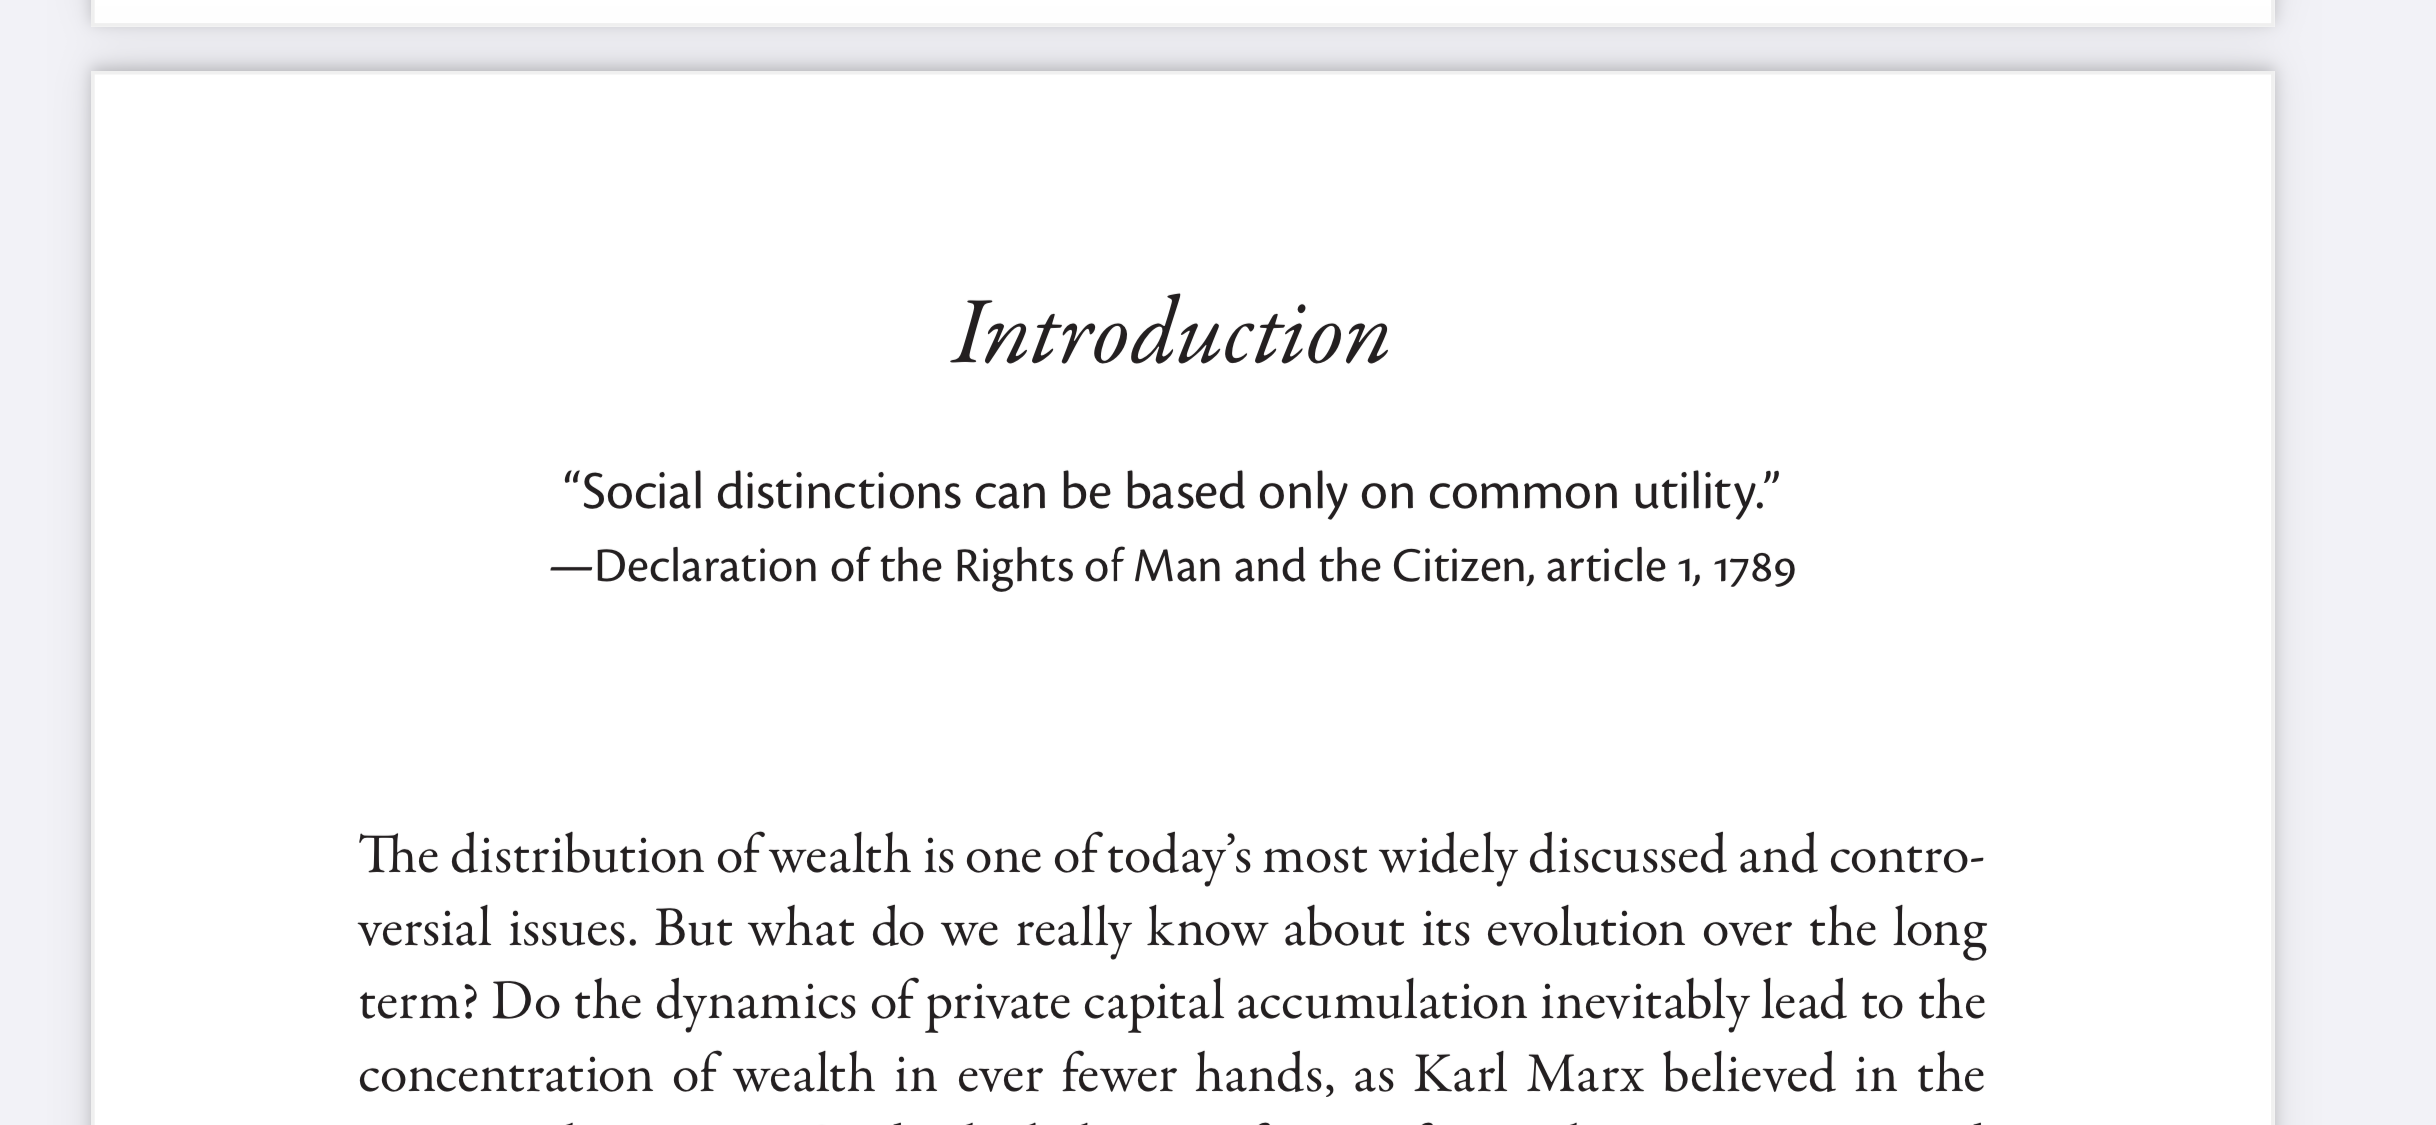 Introduction
“Social distinctions can be based only on common utility.”
—Declaration of the Rights of Man and the Citizen, article 1, 1789
The distribution of wealth is one of today’s most widely discussed and contro-
versial issues. But what do we really know about its evolution over the long
term? Do the dynamics of private capital accumulation inevitably lead to the
concentration of wealth in ever fewer hands, as Karl Marx believed in the